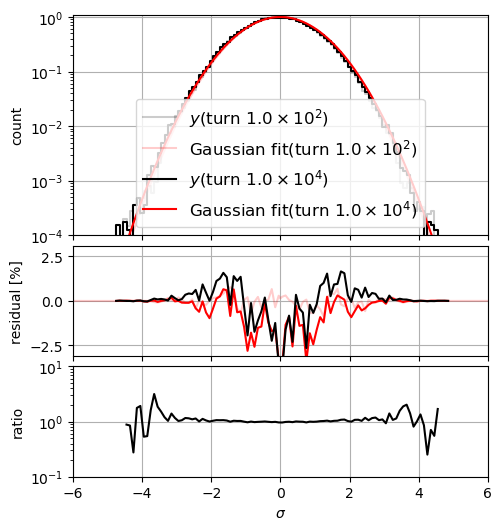 10⁰
10⁻¹
10⁻²
10⁻³
10⁻⁴
count
y(turn 1.0 × 10²)
Gaussian fit(turn 1.0 × 10²)
y(turn 1.0 × 10⁴)
Gaussian fit(turn 1.0 × 10⁴)
2.5
0.0
−2.5
residual [%]
10¹
10⁰
10⁻¹
ratio
−6 −4 −2 0 2 4 6
σ